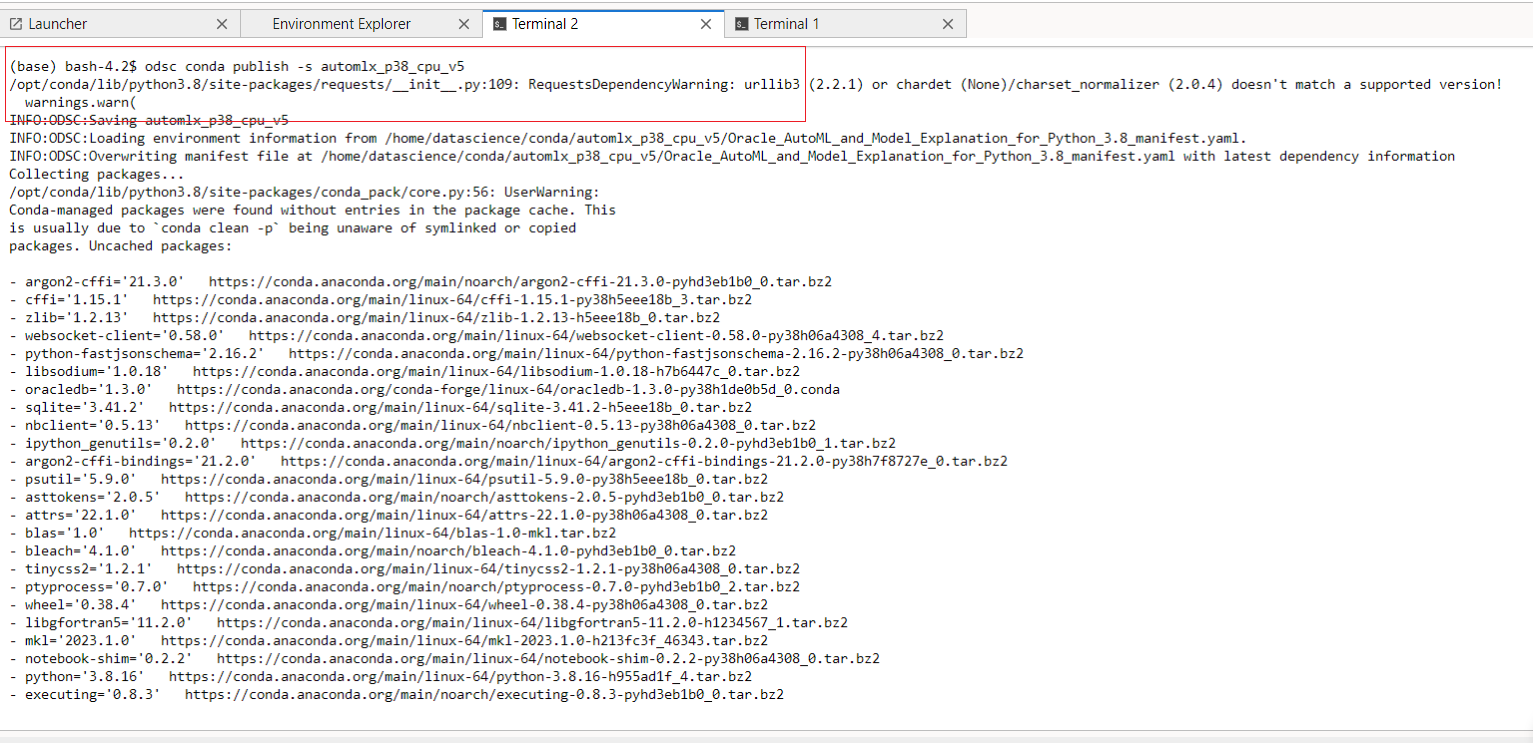 Launcher
Environment Explorer
Terminal 2
Terminal 1
(base) bash-4.2$ odsc conda publish -s automlx_p38_cpu_v5
/opt/conda/lib/python3.8/site-packages/requests/__init__.py:109: RequestsDependencyWarning: urllib3 (2.2.1) or chardet (None)/charset_normalizer (2.0.4) doesn't match a supported version!
  warnings.warn(
INFO:ODSC:Saving automlx_p38_cpu_v5
INFO:ODSC:Loading environment information from /home/datascience/conda/automlx_p38_cpu_v5/Oracle_AutoML_and_Model_Explanation_for_Python_3.8_manifest.yaml.
INFO:ODSC:Overwriting manifest file at /home/datascience/conda/automlx_p38_cpu_v5/Oracle_AutoML_and_Model_Explanation_for_Python_3.8_manifest.yaml with latest dependency information
Collecting packages...
/opt/conda/lib/python3.8/site-packages/conda_pack/core.py:56: UserWarning:
Conda-managed packages were found without entries in the package cache. This
is usually due to `conda clean -p` being unaware of symlinked or copied
packages. Uncached packages:
- argon2-cffi='21.3.0'   https://conda.anaconda.org/main/noarch/argon2-cffi-21.3.0-pyhd3eb1b0_0.tar.bz2
- cffi='1.15.1'   https://conda.anaconda.org/main/linux-64/cffi-1.15.1-py38h5eee18b_3.tar.bz2
- zlib='1.2.13'   https://conda.anaconda.org/main/linux-64/zlib-1.2.13-h5eee18b_0.tar.bz2
- websocket-client='0.58.0'   https://conda.anaconda.org/main/linux-64/websocket-client-0.58.0-py38h06a4308_4.tar.bz2
- python-fastjsonschema='2.16.2'   https://conda.anaconda.org/main/linux-64/python-fastjsonschema-2.16.2-py38h06a4308_0.tar.bz2
- libsodium='1.0.18'   https://conda.anaconda.org/main/linux-64/libsodium-1.0.18-h7b6447c_0.tar.bz2
- oracledb='1.3.0'   https://conda.anaconda.org/conda-forge/linux-64/oracledb-1.3.0-py38h1de0b5d_0.conda
- sqlite='3.41.2'   https://conda.anaconda.org/main/linux-64/sqlite-3.41.2-h5eee18b_0.tar.bz2
- nbclient='0.5.13'   https://conda.anaconda.org/main/linux-64/nbclient-0.5.13-py38h06a4308_0.tar.bz2
- ipython_genutils='0.2.0'   https://conda.anaconda.org/main/noarch/ipython_genutils-0.2.0-pyhd3eb1b0_1.tar.bz2
- argon2-cffi-bindings='21.2.0'   https://conda.anaconda.org/main/linux-64/argon2-cffi-bindings-21.2.0-py38h7f8727e_0.tar.bz2
- psutil='5.9.0'   https://conda.anaconda.org/main/linux-64/psutil-5.9.0-py38h5eee18b_0.tar.bz2
- asttokens='2.0.5'   https://conda.anaconda.org/main/noarch/asttokens-2.0.5-pyhd3eb1b0_0.tar.bz2
- attrs='22.1.0'   https://conda.anaconda.org/main/linux-64/attrs-22.1.0-py38h06a4308_0.tar.bz2
- blas='1.0'   https://conda.anaconda.org/main/linux-64/blas-1.0-mkl.tar.bz2
- bleach='4.1.0'   https://conda.anaconda.org/main/noarch/bleach-4.1.0-pyhd3eb1b0_0.tar.bz2
- tinycss2='1.2.1'   https://conda.anaconda.org/main/linux-64/tinycss2-1.2.1-py38h06a4308_0.tar.bz2
- ptyprocess='0.7.0'   https://conda.anaconda.org/main/noarch/ptyprocess-0.7.0-pyhd3eb1b0_2.tar.bz2
- wheel='0.38.4'   https://conda.anaconda.org/main/linux-64/wheel-0.38.4-py38h06a4308_0.tar.bz2
- libgfortran5='11.2.0'   https://conda.anaconda.org/main/linux-64/libgfortran5-11.2.0-h1234567_1.tar.bz2
- mkl='2023.1.0'   https://conda.anaconda.org/main/linux-64/mkl-2023.1.0-h213fc3f_46343.tar.bz2
- notebook-shim='0.2.2'   https://conda.anaconda.org/main/linux-64/notebook-shim-0.2.2-py38h06a4308_0.tar.bz2
- python='3.8.16'   https://conda.anaconda.org/main/linux-64/python-3.8.16-h955ad1f_4.tar.bz2
- executing='0.8.3'   https://conda.anaconda.org/main/noarch/executing-0.8.3-pyhd3eb1b0_0.tar.bz2